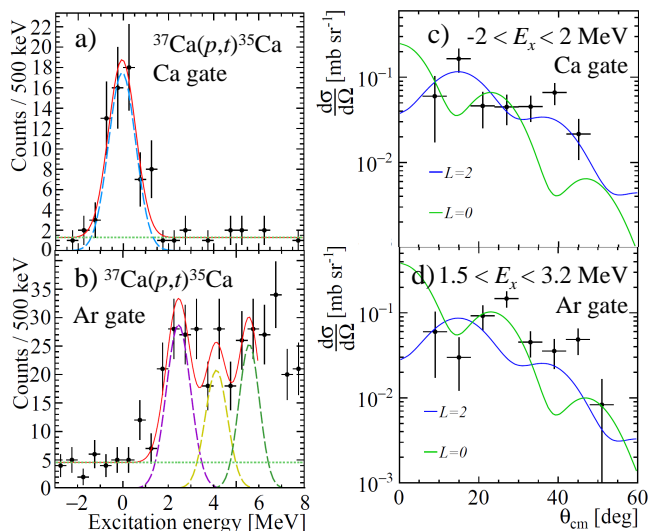 a) ³⁷Ca(p,t)³⁵Ca
Ca gate
Counts / 500 keV
22
20
18
16
14
12
10
8
6
4
2
0
b) ³⁷Ca(p,t)³⁵Ca
Ar gate
Counts / 500 keV
35
30
25
20
15
10
5
0
−2 0 2 4 6 8
Excitation energy [MeV]
c) -2 < Eₓ < 2 MeV
Ca gate
dσ/dΩ [mb sr⁻¹]
10⁻¹
10⁻²
L=2
L=0
d) 1.5 < Eₓ < 3.2 MeV
Ar gate
dσ/dΩ [mb sr⁻¹]
10⁻¹
10⁻²
10⁻³
L=2
L=0
0 20 40 60
θcm [deg]